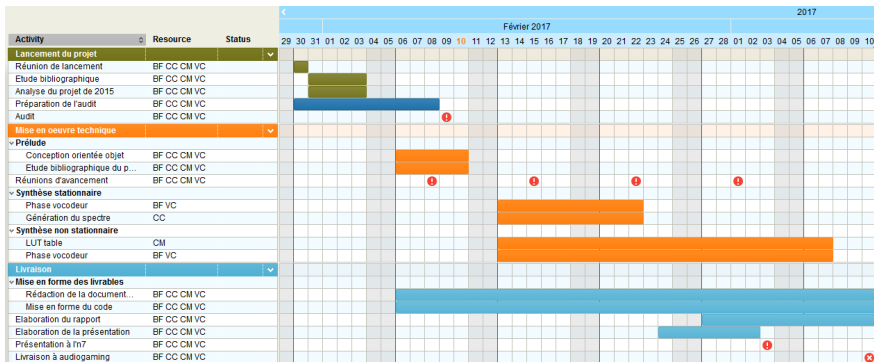 2017
Février 2017
Activity Resource Status 29 30 31 01 02 03 04 05 06 07 08 09 10 11 12 13 14 15 16 17 18 19 20 21 22 23 24 25 26 27 28 01 02 03 04 05 06 07 08 09 10
Lancement du projet
Réunion de lancement BF CC CM VC
Etude bibliographique BF CC CM VC
Analyse du projet de 2015 BF CC CM VC
Préparation de l'audit BF CC CM VC
Audit BF CC CM VC
Mise en oeuvre technique BF CC CM VC
Prélude
Conception orientée objet BF CC CM VC
Etude bibliographique du p... BF CC CM VC
Réunions d'avancement BF CC CM VC
Synthèse stationnaire
Phase vocodeur BF VC
Génération du spectre CC
Synthèse non stationnaire
LUT table CM
Phase vocodeur BF VC
Livraison
Mise en forme des livrables
Rédaction de la document... BF CC CM VC
Mise en forme du code BF CC CM VC
Elaboration du rapport BF CC CM VC
Elaboration de la présentation BF CC CM VC
Présentation à l'n7 BF CC CM VC
Livraison à audiogaming BF CC CM VC